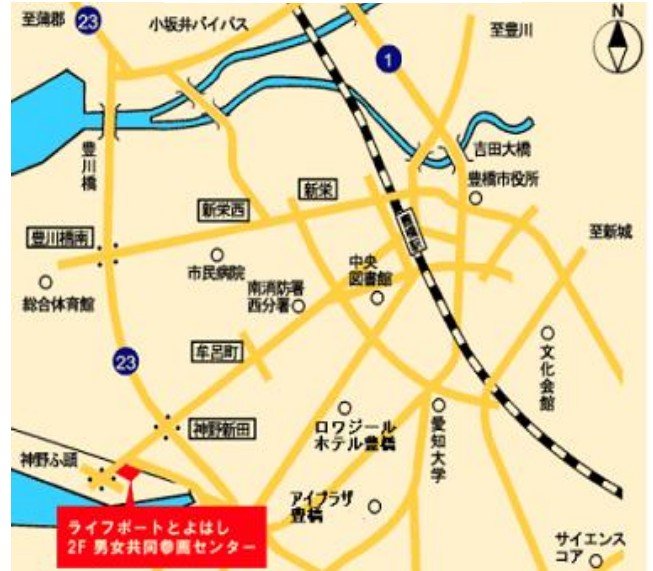 至蒲郡
23
小坂井バイパス
N
至豊川
1
豊川橋
吉田大橋
豊橋市役所
新栄
新栄西
豊川橋南
豊橋駅
至新城
市民病院
中央
図書館
総合体育館
南消防署
西分署
牟呂町
23
文化会館
神野新田
ロワジール
ホテル豊橋
愛知大学
神野ふ頭
アイプラザ
豊橋
ライフポートとよはし
2F 男女共同参画センター
サイエンス
コア